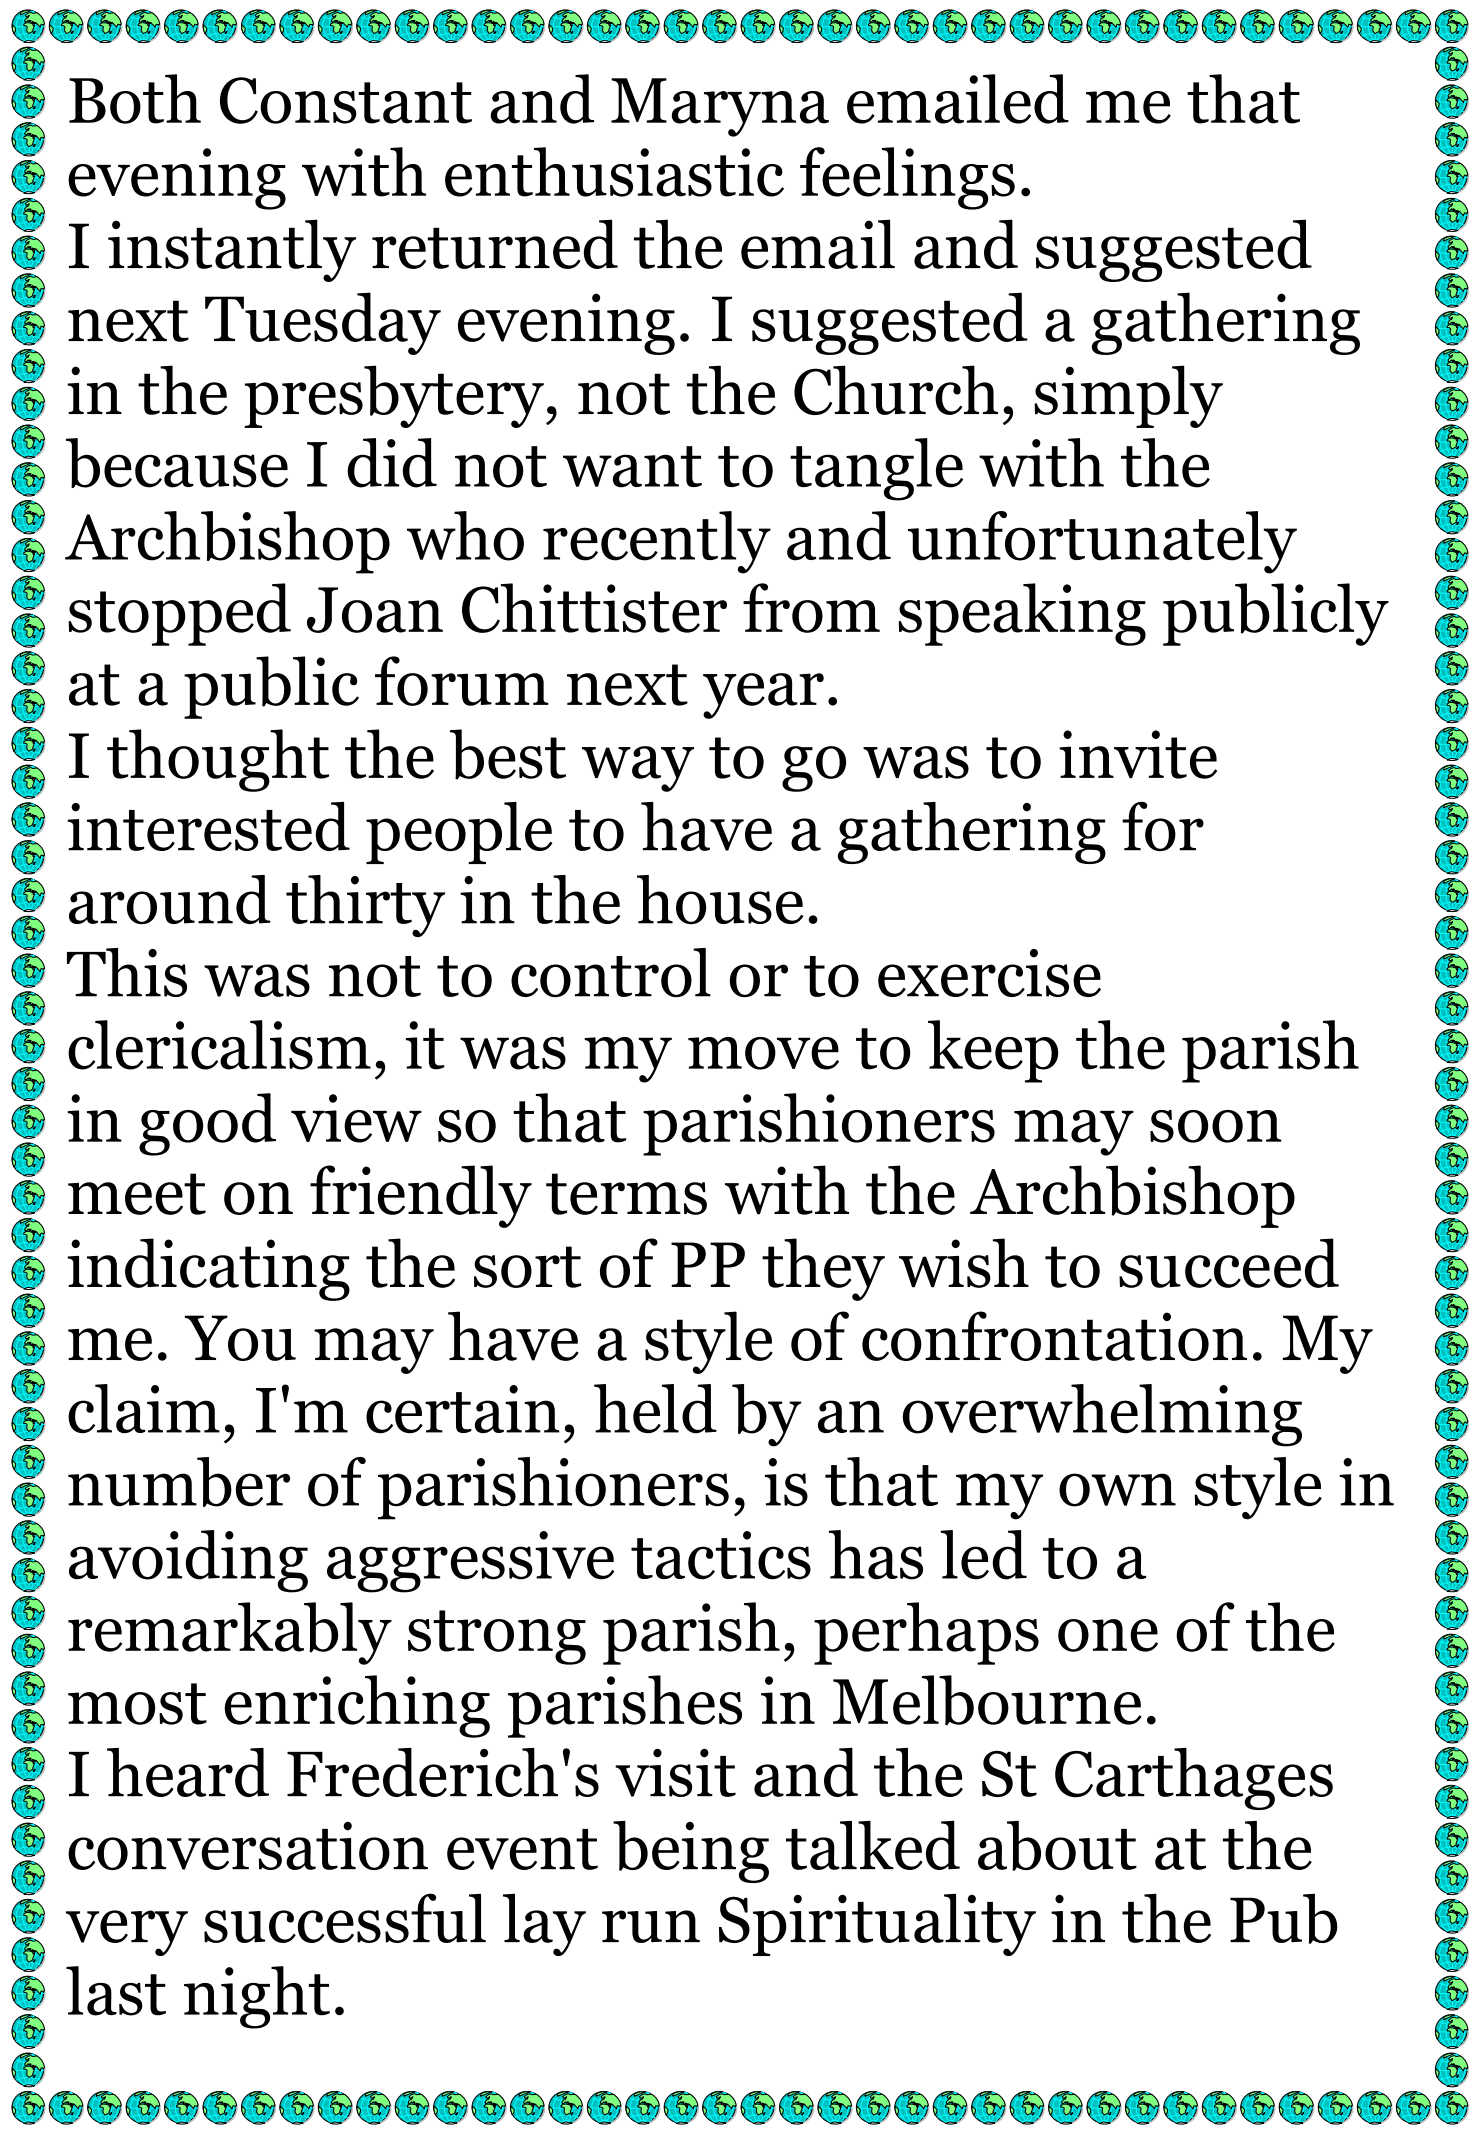 Both Constant and Maryna emailed me that
evening with enthusiastic feelings.
I instantly returned the email and suggested
next Tuesday evening. I suggested a gathering
in the presbytery, not the Church, simply
because I did not want to tangle with the
Archbishop who recently and unfortunately
stopped Joan Chittister from speaking publicly
at a public forum next year.
I thought the best way to go was to invite
interested people to have a gathering for
around thirty in the house.
This was not to control or to exercise
clericalism, it was my move to keep the parish
in good view so that parishioners may soon
meet on friendly terms with the Archbishop
indicating the sort of PP they wish to succeed
me. You may have a style of confrontation. My
claim, I'm certain, held by an overwhelming
number of parishioners, is that my own style in
avoiding aggressive tactics has led to a
remarkably strong parish, perhaps one of the
most enriching parishes in Melbourne.
I heard Frederich's visit and the St Carthages
conversation event being talked about at the
very successful lay run Spirituality in the Pub
last night.